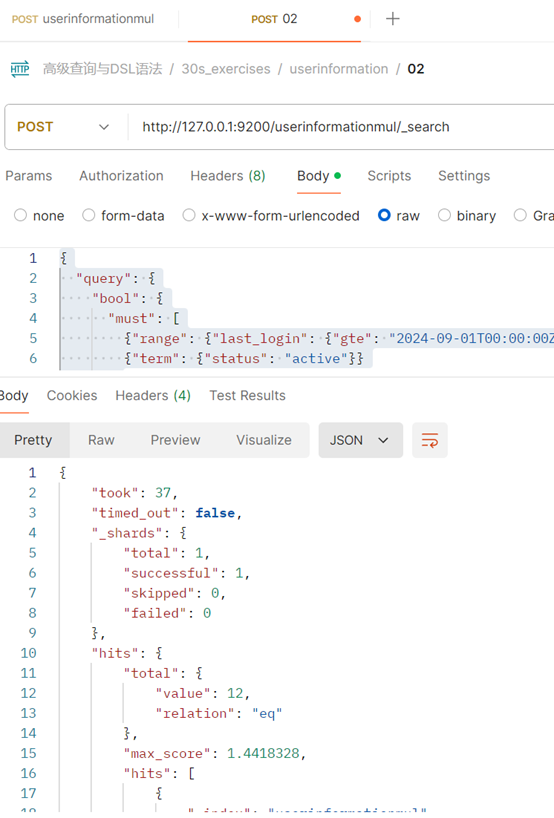 POST userinformationmul POST 02
HTTP 高级查询与DSL语法 / 30s_exercises / userinformation / 02
POST http://127.0.0.1:9200/userinformationmul/_search
Params Authorization Headers (8) Body Scripts Settings
none form-data x-www-form-urlencoded raw binary Gra
1 {
2 "query": {
3 "bool": {
4 "must": [
5 {"range": {"last_login": {"gte": "2024-09-01T00:00:00Z
6 {"term": {"status": "active"}}
Body Cookies Headers (4) Test Results
Pretty Raw Preview Visualize JSON
1 {
2 "took": 37,
3 "timed_out": false,
4 "_shards": {
5 "total": 1,
6 "successful": 1,
7 "skipped": 0,
8 "failed": 0
9 },
10 "hits": {
11 "total": {
12 "value": 12,
13 "relation": "eq"
14 },
15 "max_score": 1.4418328,
16 "hits": [
17 {
18 "_index": "userinformationmul"